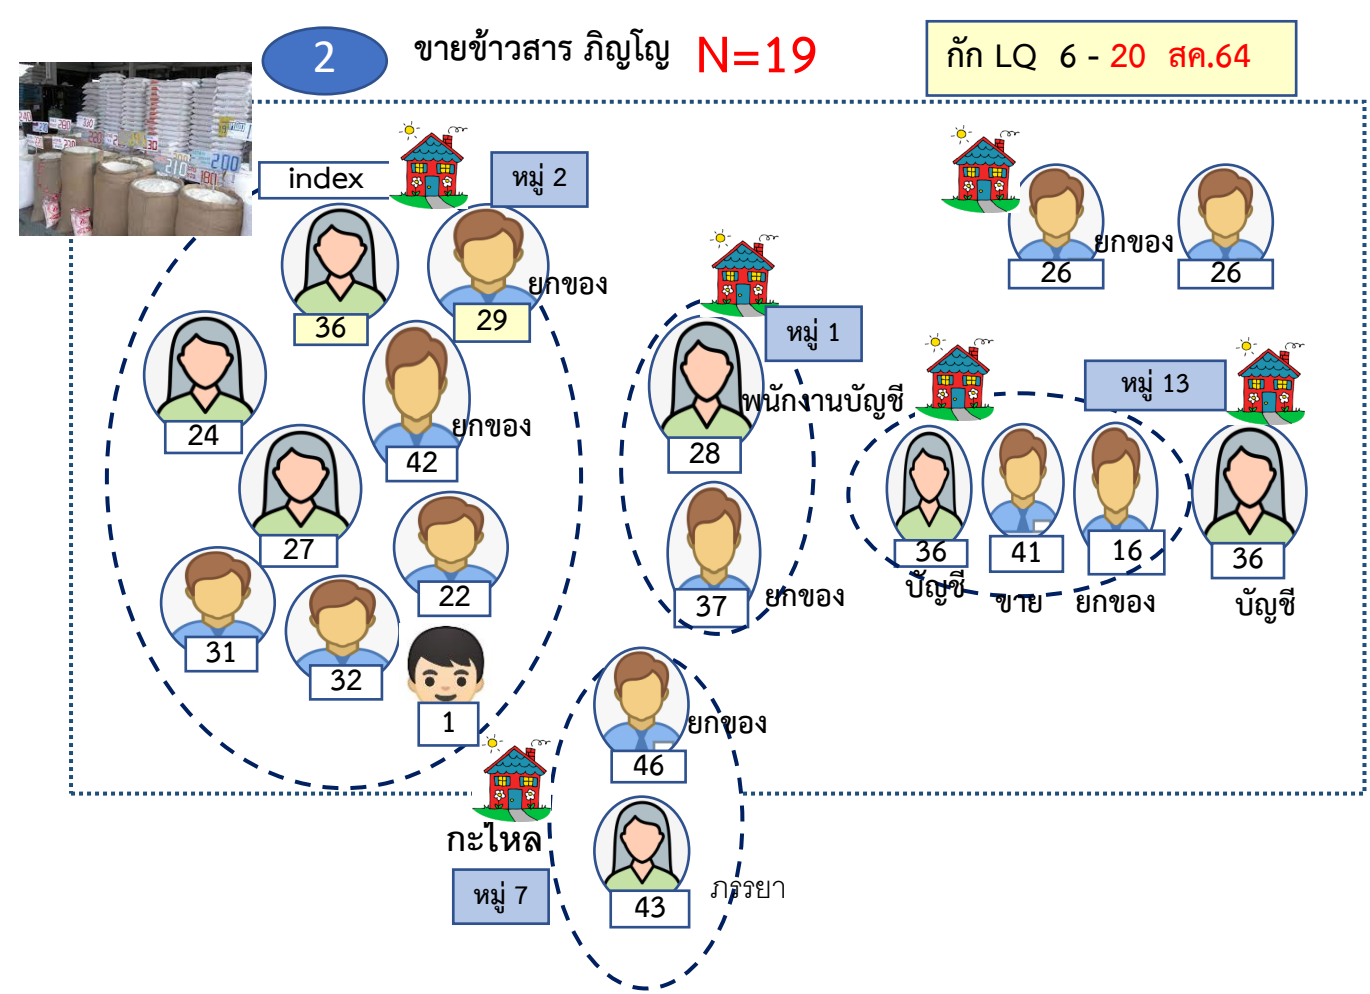 2
ขายข้าวสาร ภิญโญ N=19
กัก LQ 6 - 20 สค.64
index
หมู่ 2
36
29
ยกของ
24
42
ยกของ
27
22
31
32
1
หมู่ 1
28
พนักงานบัญชี
37
ยกของ
26
ยกของ
26
หมู่ 13
36
บัญชี
41
ขาย
16
ยกของ
36
บัญชี
46
ยกของ
กะไหล
หมู่ 7
43
ภรรยา
210
180
200